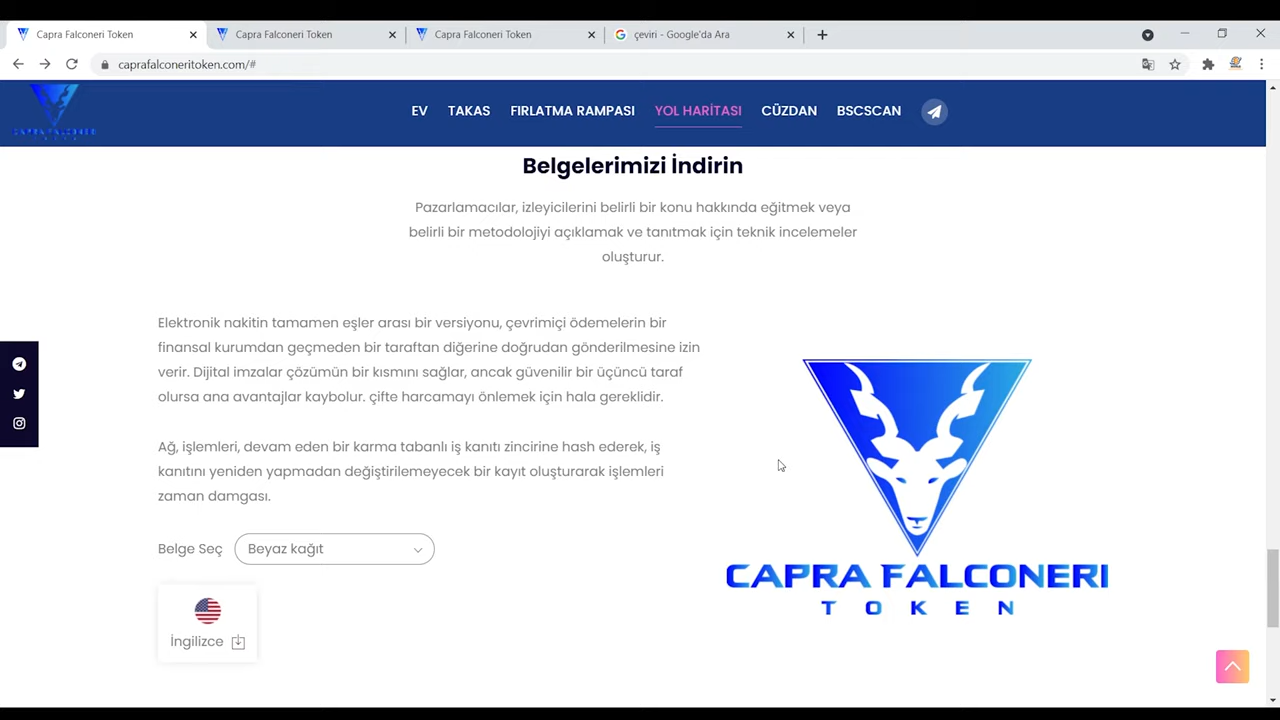 Capra Falconeri Token
Capra Falconeri Token
Capra Falconeri Token
çeviri - Google'da Ara
caprafalconeritoken.com/#
EV TAKAS FIRLATMA RAMPASI YOL HARİTASI CÜZDAN BSCSCAN
Belgelerimizi İndirin
Pazarlamacılar, izleyicilerini belirli bir konu hakkında eğitmek veya
belirli bir metodolojiyi açıklamak ve tanıtmak için teknik incelemeler
oluşturur.
Elektronik nakitin tamamen eşler arası bir versiyonu, çevrimiçi ödemelerin bir
finansal kurumdan geçmeden bir taraftan diğerine doğrudan gönderilmesine izin
verir. Dijital imzalar çözümün bir kısmını sağlar, ancak güvenilir bir üçüncü taraf
olursa ana avantajlar kaybolur. çifte harcamayı önlemek için hala gereklidir.
Ağ, işlemleri, devam eden bir karma tabanlı iş kanıtı zincirine hash ederek, iş
kanıtını yeniden yapmadan değiştirilemeyecek bir kayıt oluşturarak işlemleri
zaman damgası.
Belge Seç Beyaz kağıt
İngilizce
CAPRA FALCONERI
TOKEN